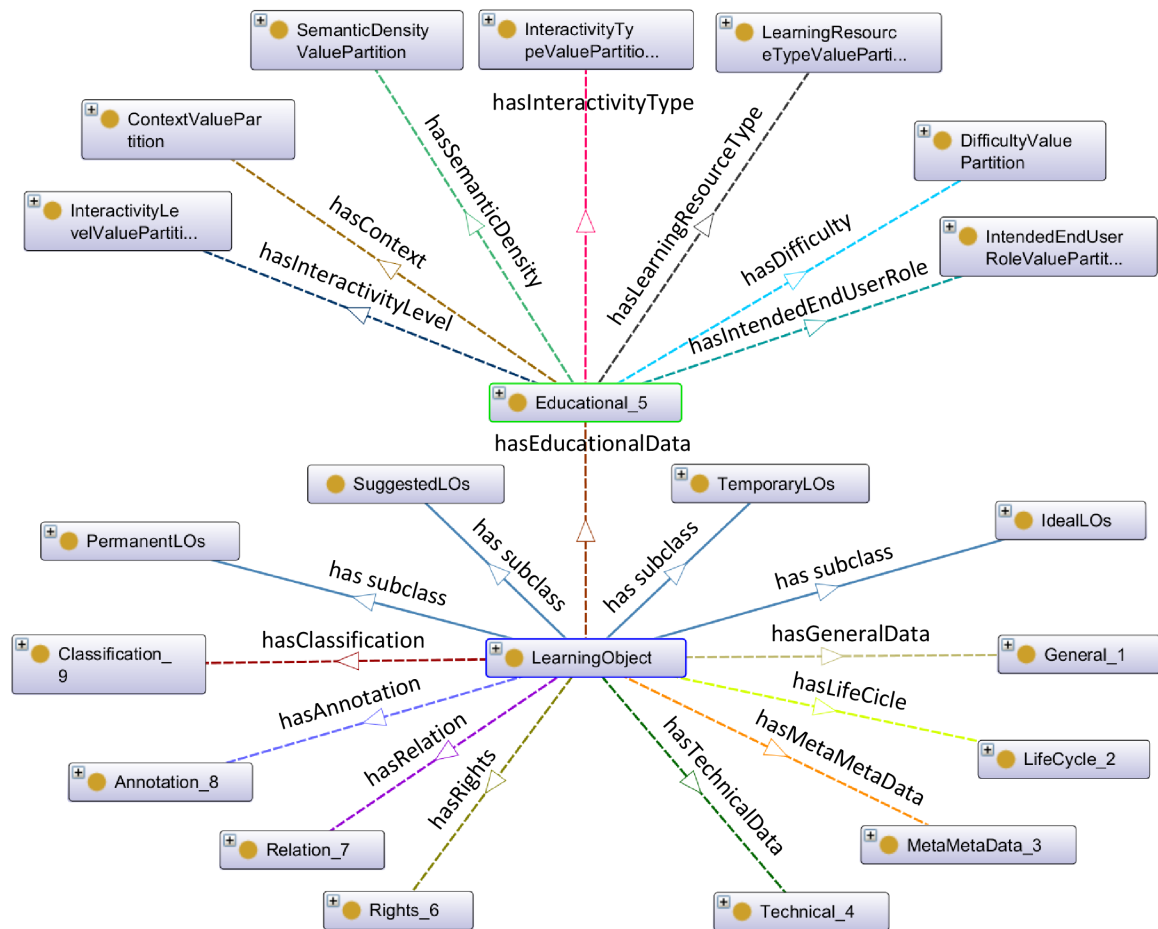 SemanticDensity
ValuePartition
InteractivityTy
peValuePartitio...
LearningResourc
eTypeValueParti...
hasInteractivityType
ContextValuePar
tition
DifficultyValue
Partition
hasSemanticDensity
hasLearningResourceType
InteractivityLe
velValuePartiti...
hasContext
hasDifficulty
IntendedEndUser
RoleValuePartit...
hasInteractivityLevel
hasIntendedEndUserRole
Educational_5
hasEducationalData
SuggestedLOs
TemporaryLOs
PermanentLOs
IdealLOs
has subclass
has subclass
has subclass
has subclass
hasClassification
hasGeneralData
Classification_
9
LearningObject
General_1
hasAnnotation
hasLifeCicle
hasRelation
hasRights
hasTechnicalData
hasMetaMetaData
Annotation_8
LifeCycle_2
Relation_7
MetaMetaData_3
Rights_6
Technical_4